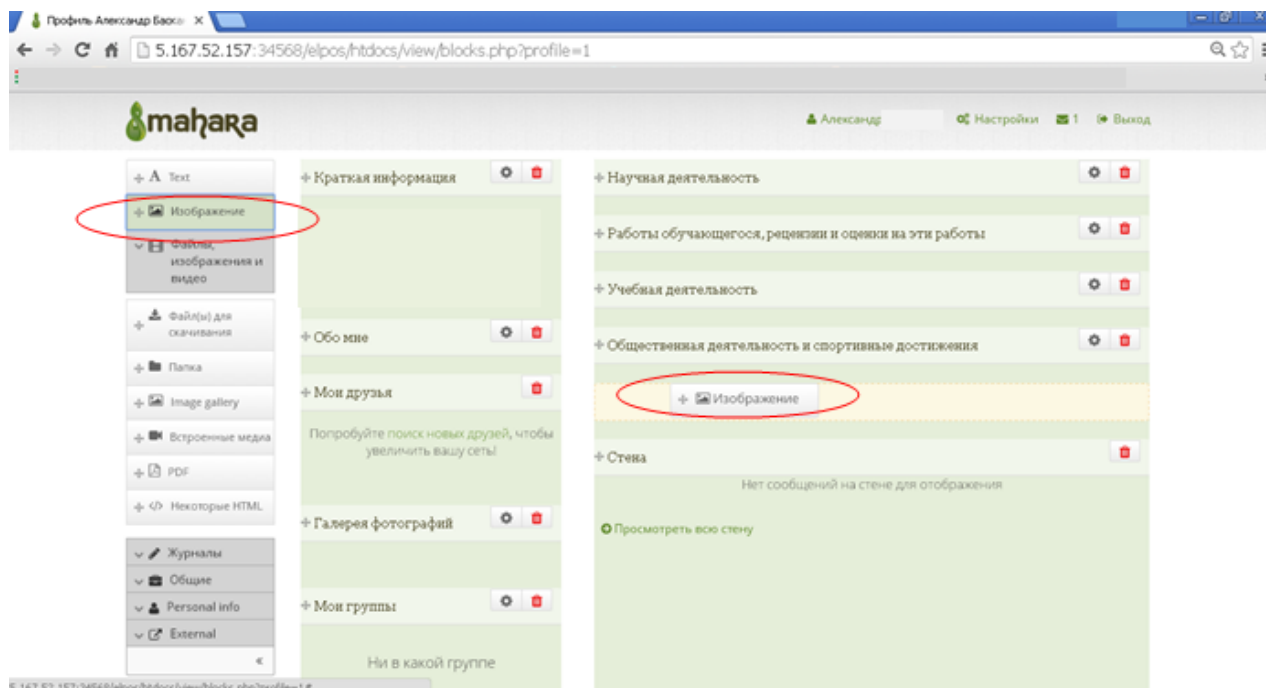 Профиль Александр Баска
5.167.52.157:34568/elpos/htdocs/view/blocks.php?profile=1
mahara
Александр
Настройки
1
Выход
Text
Изображение
Файлы,
изображения и
видео
Файл(ы) для
скачивания
Папка
Image gallery
Встроенные медиа
PDF
Некоторые HTML
Журналы
Общие
Personal info
External
«
Краткая информация
Обо мне
Мои друзья
Попробуйте поиск новых друзей, чтобы
увеличить вашу сеть!
Галерея фотографий
Мои группы
Ни в какой группе
Научная деятельность
Работы обучающегося, рецензии и оценки на эти работы
Учебная деятельность
Общественная деятельность и спортивные достижения
Изображение
Стена
Нет сообщений на стене для отображения
Просмотреть всю стену